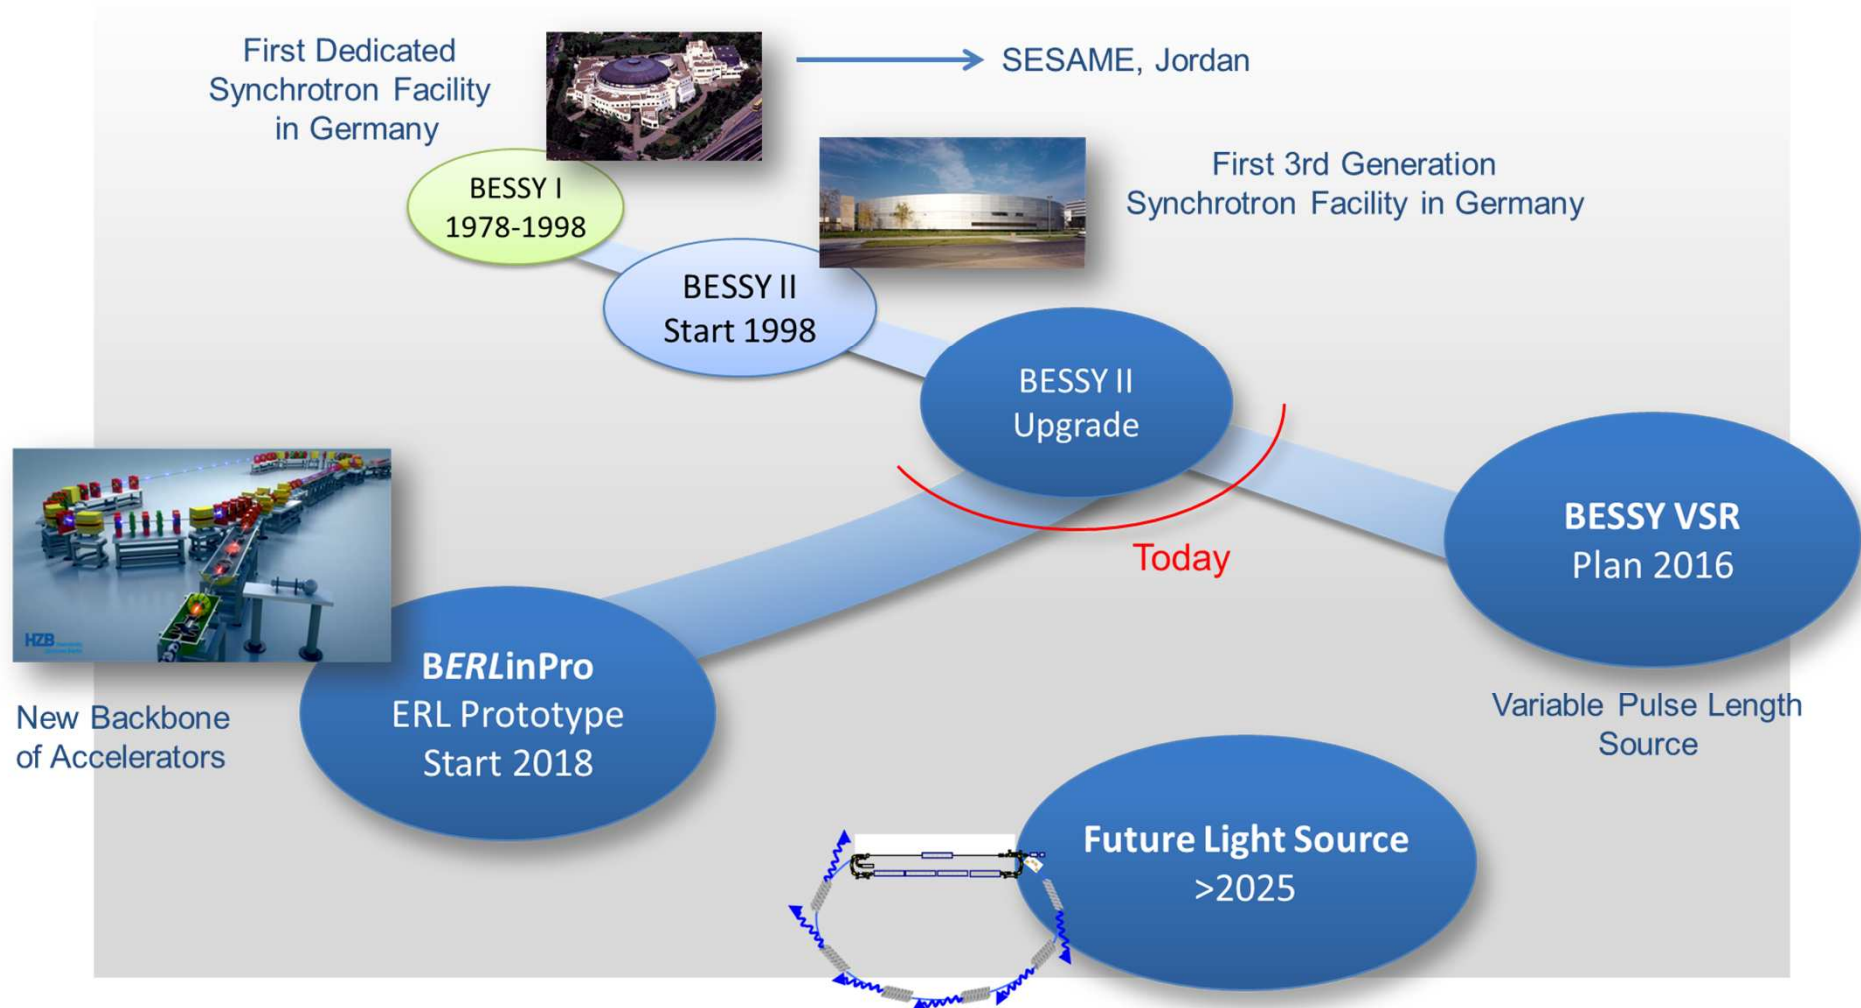 First Dedicated
Synchrotron Facility
in Germany
SESAME, Jordan
BESSY I
1978-1998
First 3rd Generation
Synchrotron Facility in Germany
BESSY II
Start 1998
BESSY II
Upgrade
Today
BESSY VSR
Plan 2016
Variable Pulse Length
Source
HZB
BERLinPro
ERL Prototype
Start 2018
New Backbone
of Accelerators
Future Light Source
>2025